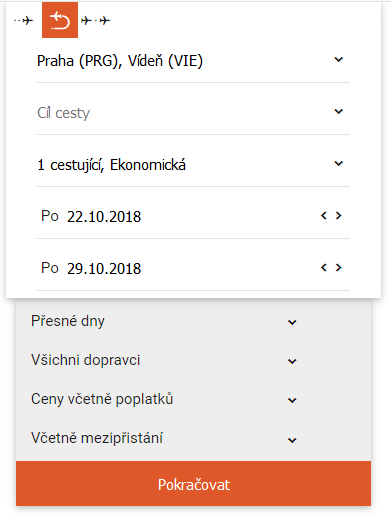 Praha (PRG), Vídeň (VIE)
Cíl cesty
1 cestující, Ekonomická
Po 22.10.2018
Po 29.10.2018
Přesné dny
Všichni dopravci
Ceny včetně poplatků
Včetně mezipřistání
Pokračovat